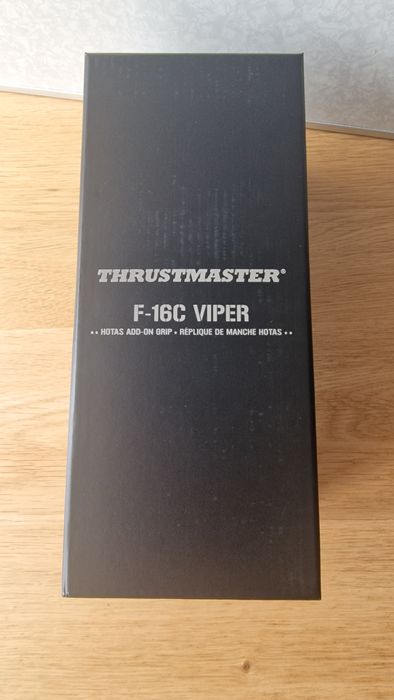 THRUSTMASTER®
F-16C VIPER
•• HOTAS ADD-ON GRIP • RÉPLIQUE DE MANCHE HOTAS ••